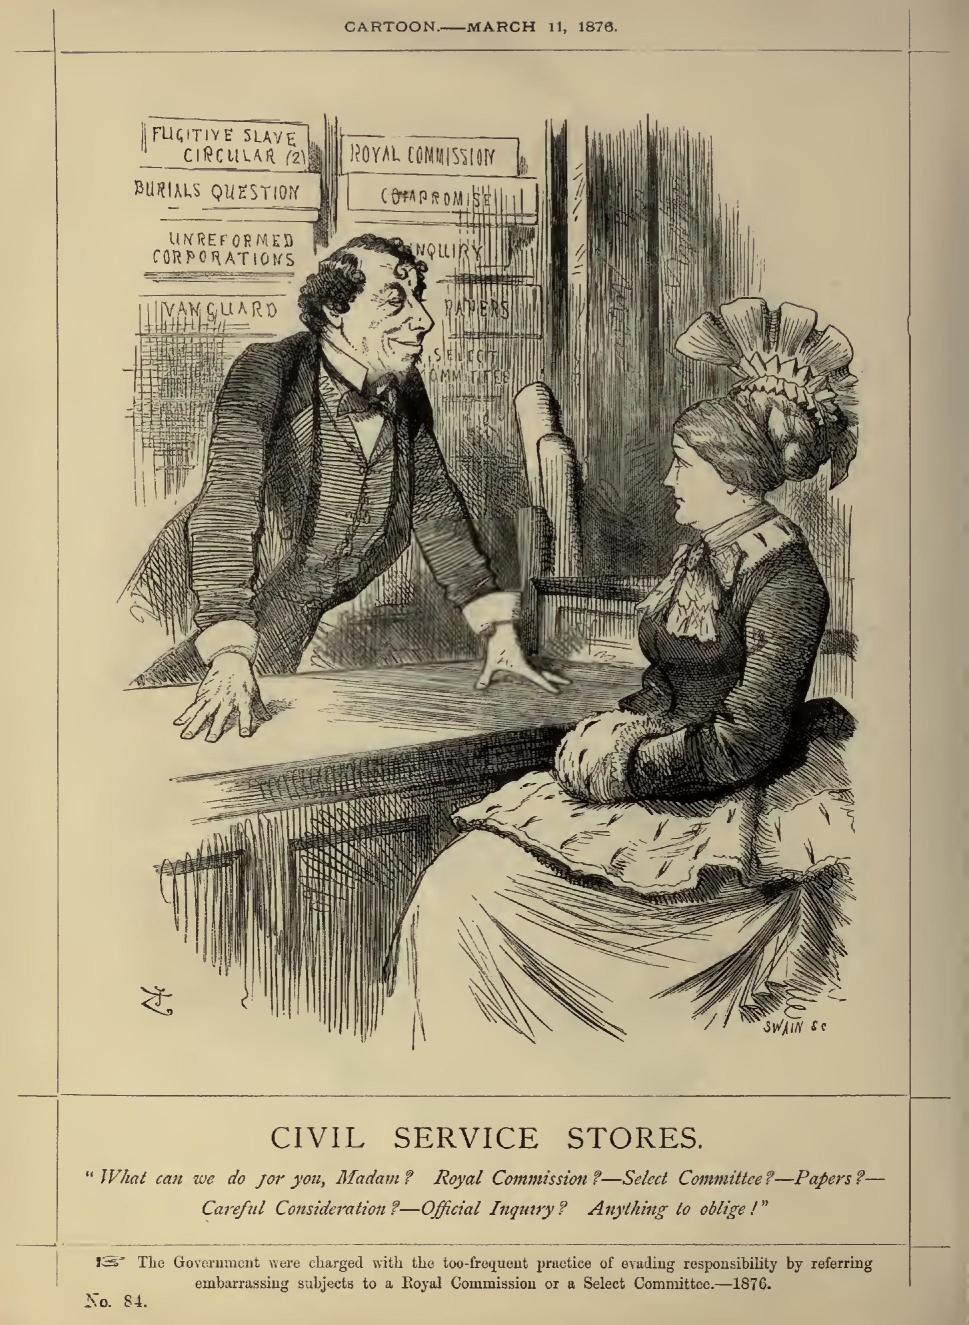 CARTOON.—MARCH 11, 1876.
FUGITIVE SLAVE
CIRCULAR (2)
BURIALS QUESTION
UNREFORMED
CORPORATIONS
VANGUARD
ROYAL COMMISSION
COMPROMISE
NQUIRY
PAPERS
SELECT
OMMITTEE
SWAIN Sc
CIVIL SERVICE STORES.
"What can we do for you, Madam? Royal Commission?—Select Committee?—Papers?—
Careful Consideration?—Official Inquiry? Anything to oblige!"
☞ The Government were charged with the too-frequent practice of evading responsibility by referring
embarrassing subjects to a Royal Commission or a Select Committee.—1876.
No. 84.